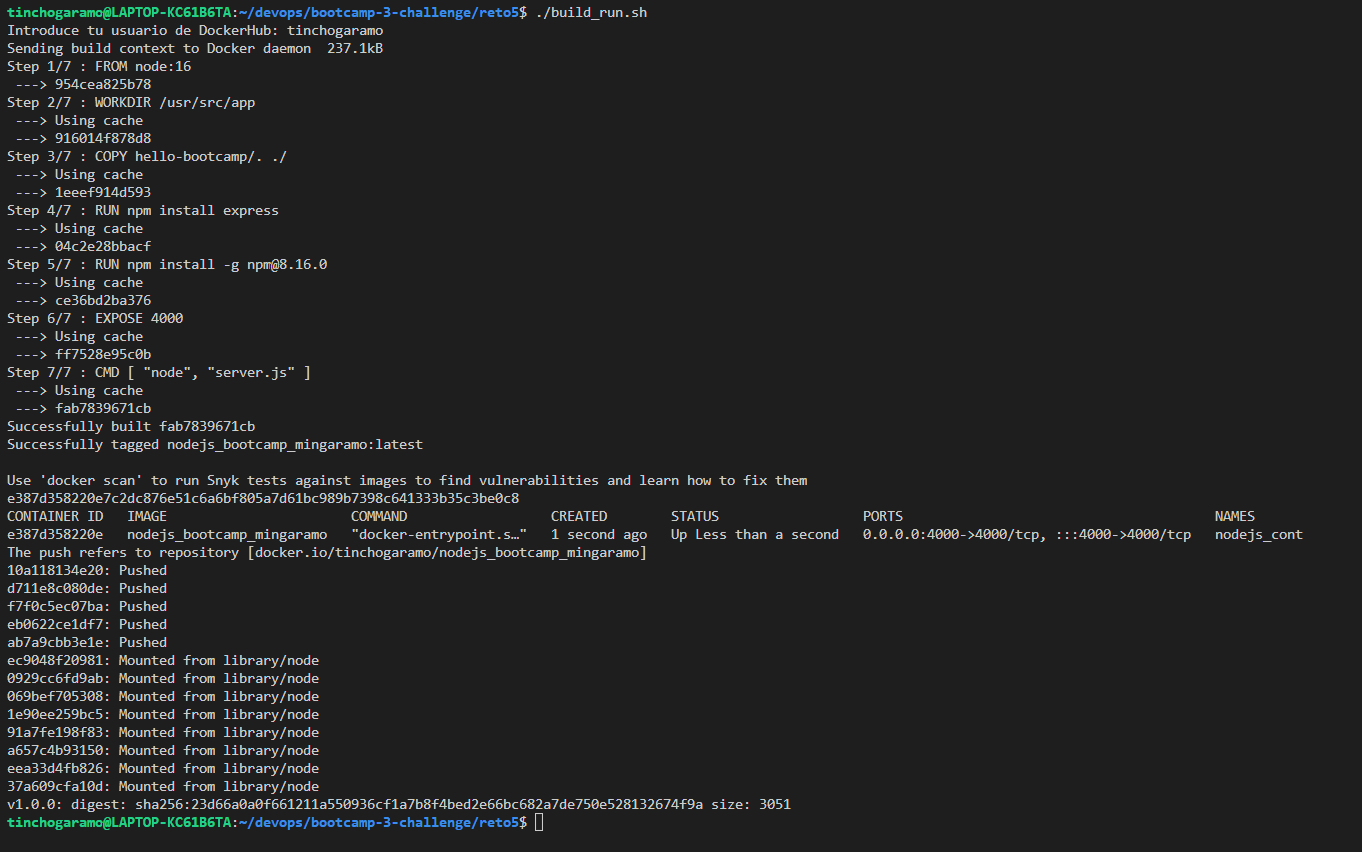 tinchogaramo@LAPTOP-KC61B6TA:~/devops/bootcamp-3-challenge/reto5$ ./build_run.sh
Introduce tu usuario de DockerHub: tinchogaramo
Sending build context to Docker daemon  237.1kB
Step 1/7 : FROM node:16
 ---> 954cea825b78
Step 2/7 : WORKDIR /usr/src/app
 ---> Using cache
 ---> 916014f878d8
Step 3/7 : COPY hello-bootcamp/. ./
 ---> Using cache
 ---> 1eeef914d593
Step 4/7 : RUN npm install express
 ---> Using cache
 ---> 04c2e28bbacf
Step 5/7 : RUN npm install -g npm@8.16.0
 ---> Using cache
 ---> ce36bd2ba376
Step 6/7 : EXPOSE 4000
 ---> Using cache
 ---> ff7528e95c0b
Step 7/7 : CMD [ "node", "server.js" ]
 ---> Using cache
 ---> fab7839671cb
Successfully built fab7839671cb
Successfully tagged nodejs_bootcamp_mingaramo:latest

Use 'docker scan' to run Snyk tests against images to find vulnerabilities and learn how to fix them
e387d358220e7c2dc876e51c6a6bf805a7d61bc989b7398c641333b35c3be0c8
CONTAINER ID   IMAGE                       COMMAND                  CREATED        STATUS                  PORTS                                       NAMES
e387d358220e   nodejs_bootcamp_mingaramo   "docker-entrypoint.s…"   1 second ago   Up Less than a second   0.0.0.0:4000->4000/tcp, :::4000->4000/tcp   nodejs_cont
The push refers to repository [docker.io/tinchogaramo/nodejs_bootcamp_mingaramo]
10a118134e20: Pushed
d711e8c080de: Pushed
f7f0c5ec07ba: Pushed
eb0622ce1df7: Pushed
ab7a9cbb3e1e: Pushed
ec9048f20981: Mounted from library/node
0929cc6fd9ab: Mounted from library/node
069bef705308: Mounted from library/node
1e90ee259bc5: Mounted from library/node
91a7fe198f83: Mounted from library/node
a657c4b93150: Mounted from library/node
eea33d4fb826: Mounted from library/node
37a609cfa10d: Mounted from library/node
v1.0.0: digest: sha256:23d66a0a0f661211a550936cf1a7b8f4bed2e66bc682a7de750e528132674f9a size: 3051
tinchogaramo@LAPTOP-KC61B6TA:~/devops/bootcamp-3-challenge/reto5$